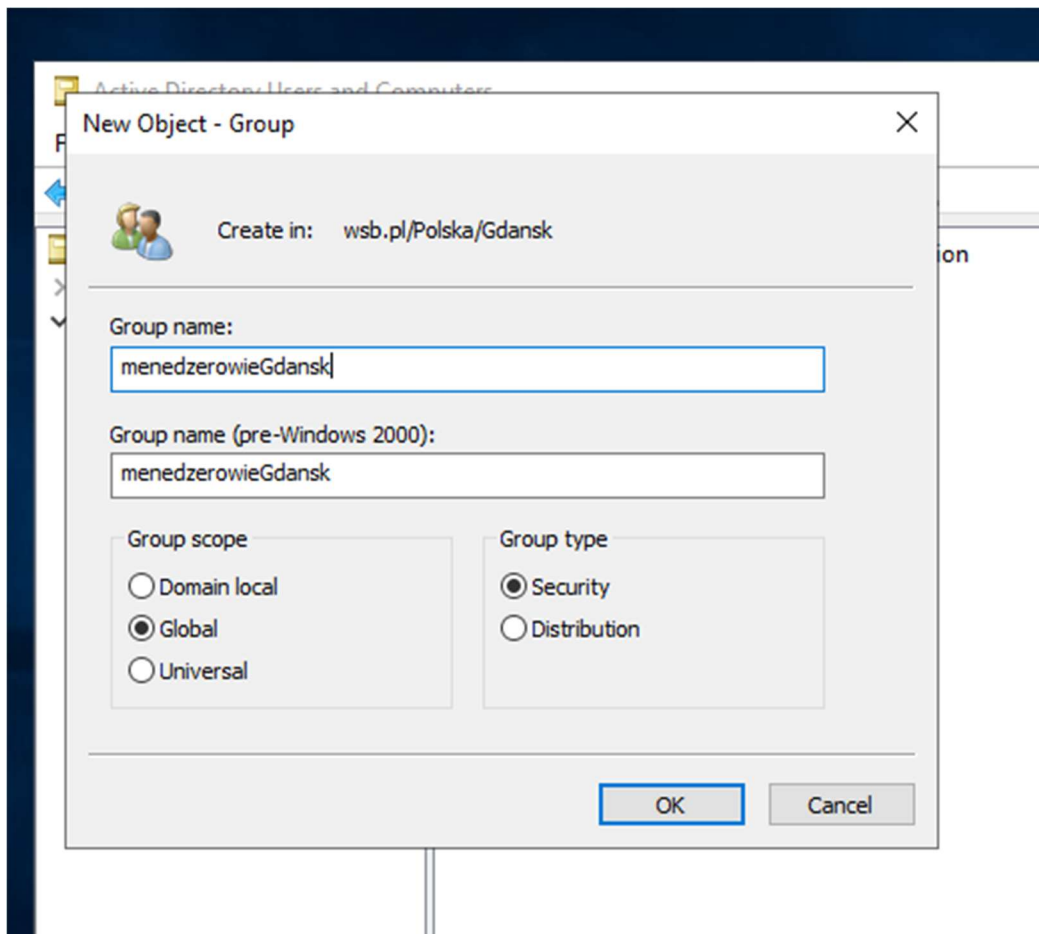 Active Directory Users and Computers
New Object - Group
F
Create in: wsb.pl/Polska/Gdansk
ion
Group name:
menedzerowieGdansk
Group name (pre-Windows 2000):
menedzerowieGdansk
Group scope
Group type
Domain local
Security
Global
Distribution
Universal
OK
Cancel